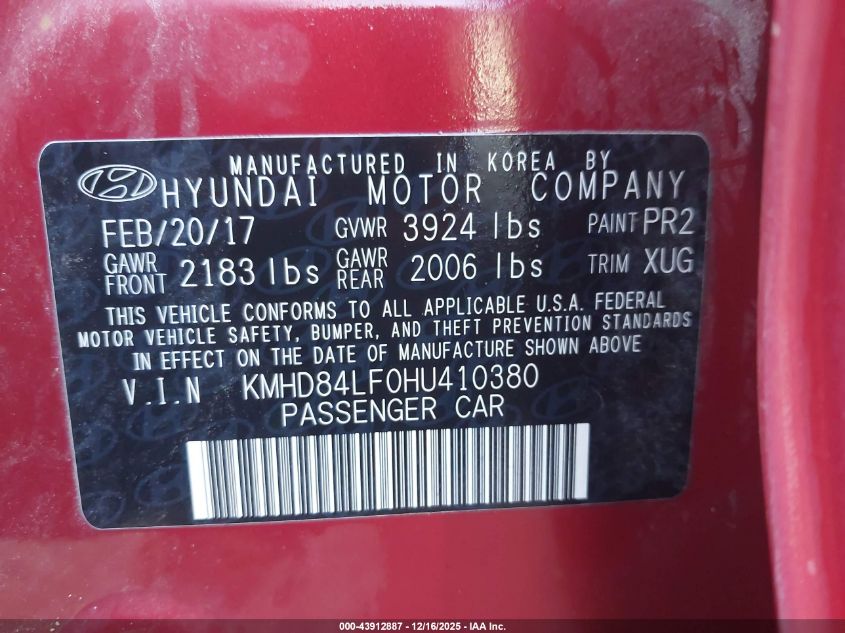 MANUFACTURED IN KOREA BY
HYUNDAI MOTOR COMPANY
FEB/20/17 GVWR 3924 lbs PAINT PR2
GAWR FRONT 2183 lbs GAWR REAR 2006 lbs TRIM XUG
THIS VEHICLE CONFORMS TO ALL APPLICABLE U.S.A. FEDERAL
MOTOR VEHICLE SAFETY, BUMPER, AND THEFT PREVENTION STANDARDS
IN EFFECT ON THE DATE OF MANUFACTURE SHOWN ABOVE
V.I.N KMHD84LF0HU410380
PASSENGER CAR
000-43912887 - 12/16/2025 - IAA Inc.